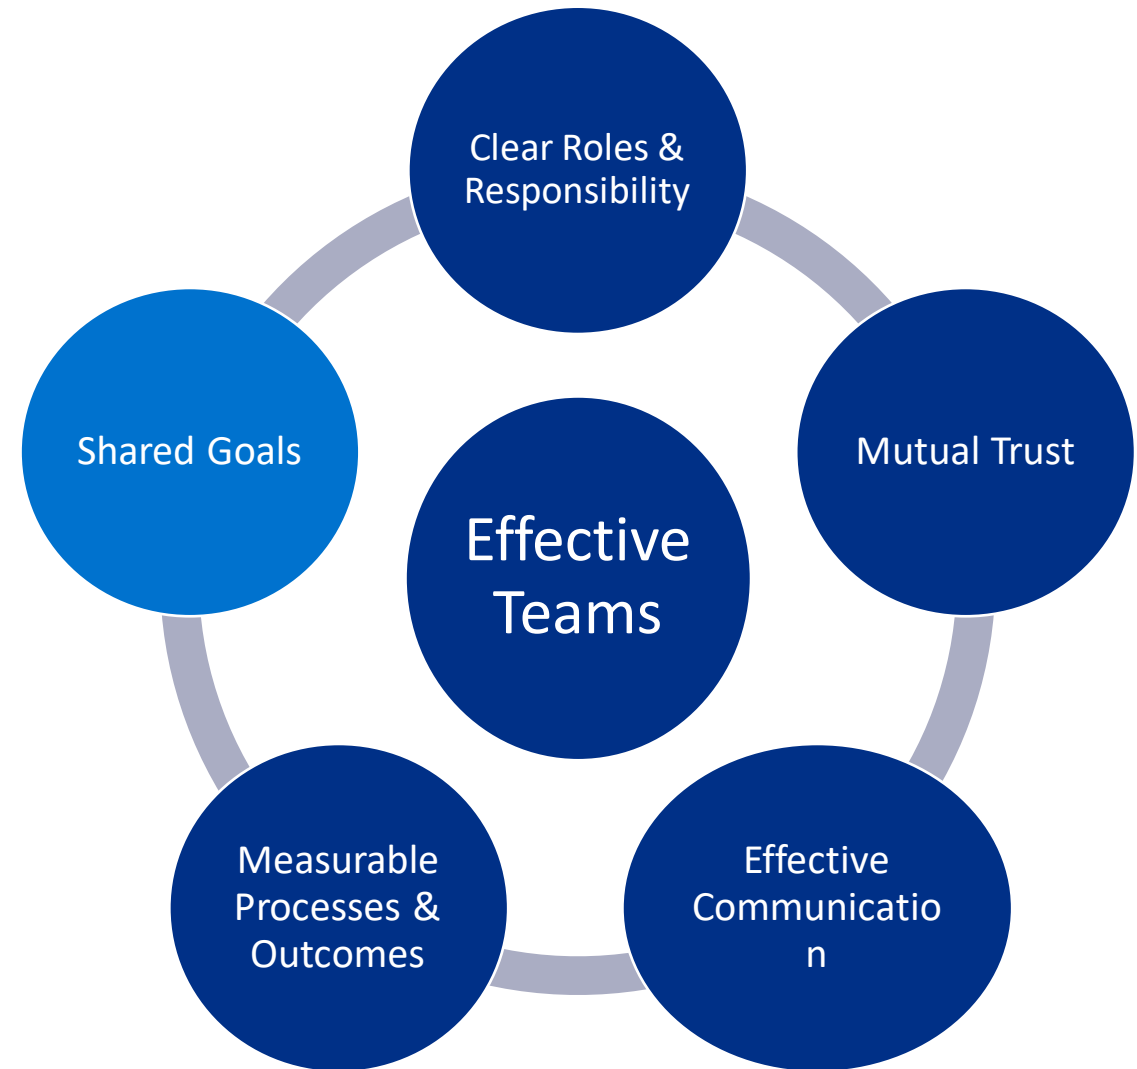 Clear Roles &
Responsibility
Shared Goals
Mutual Trust
Effective
Teams
Measurable
Processes &
Outcomes
Effective
Communicatio
n